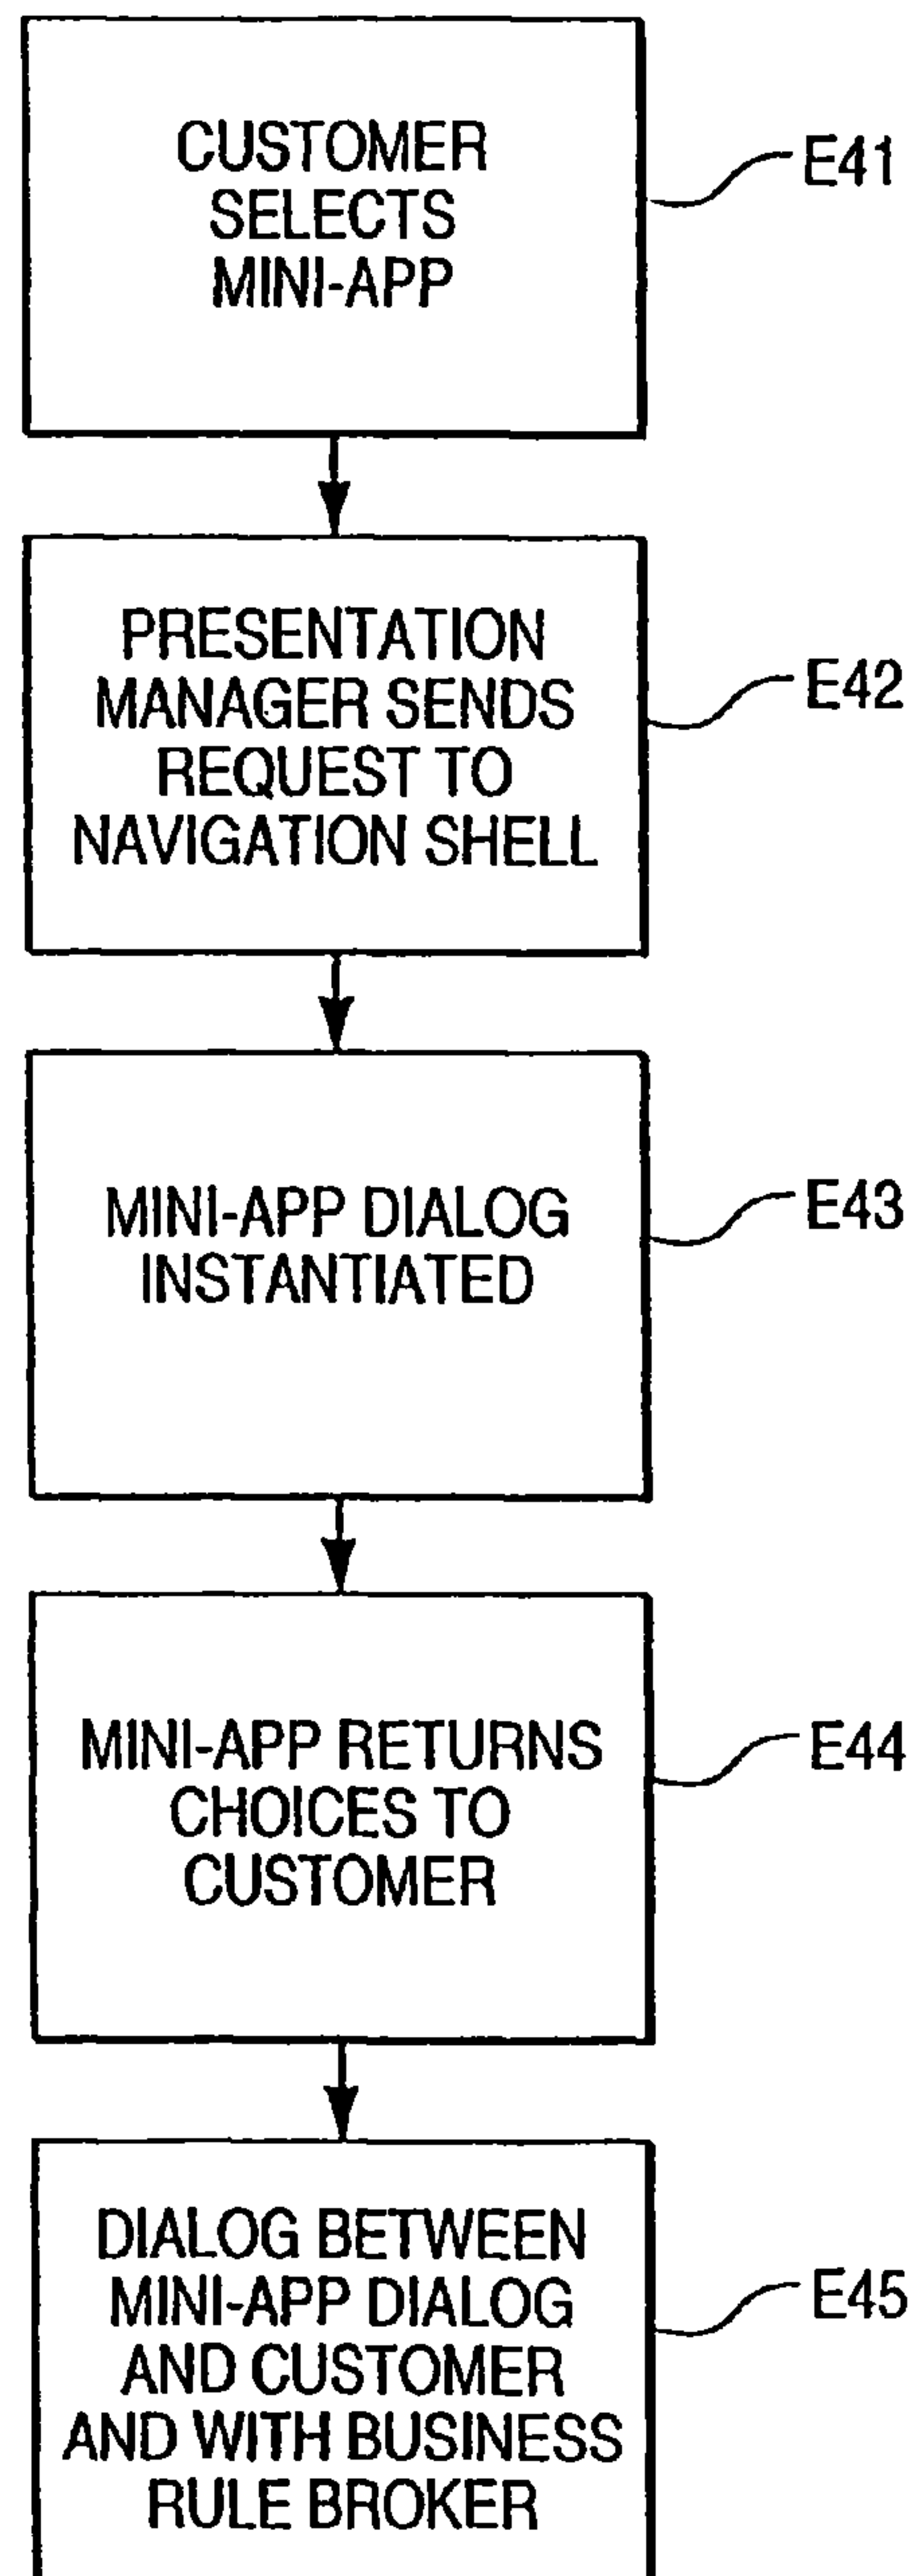 CUSTOMER
SELECTS
MINI-APP
E41
PRESENTATION
MANAGER SENDS
REQUEST TO
NAVIGATION SHELL
E42
MINI-APP DIALOG
INSTANTIATED
E43
MINI-APP RETURNS
CHOICES TO
CUSTOMER
E44
DIALOG BETWEEN
MINI-APP DIALOG
AND CUSTOMER
AND WITH BUSINESS
RULE BROKER
E45